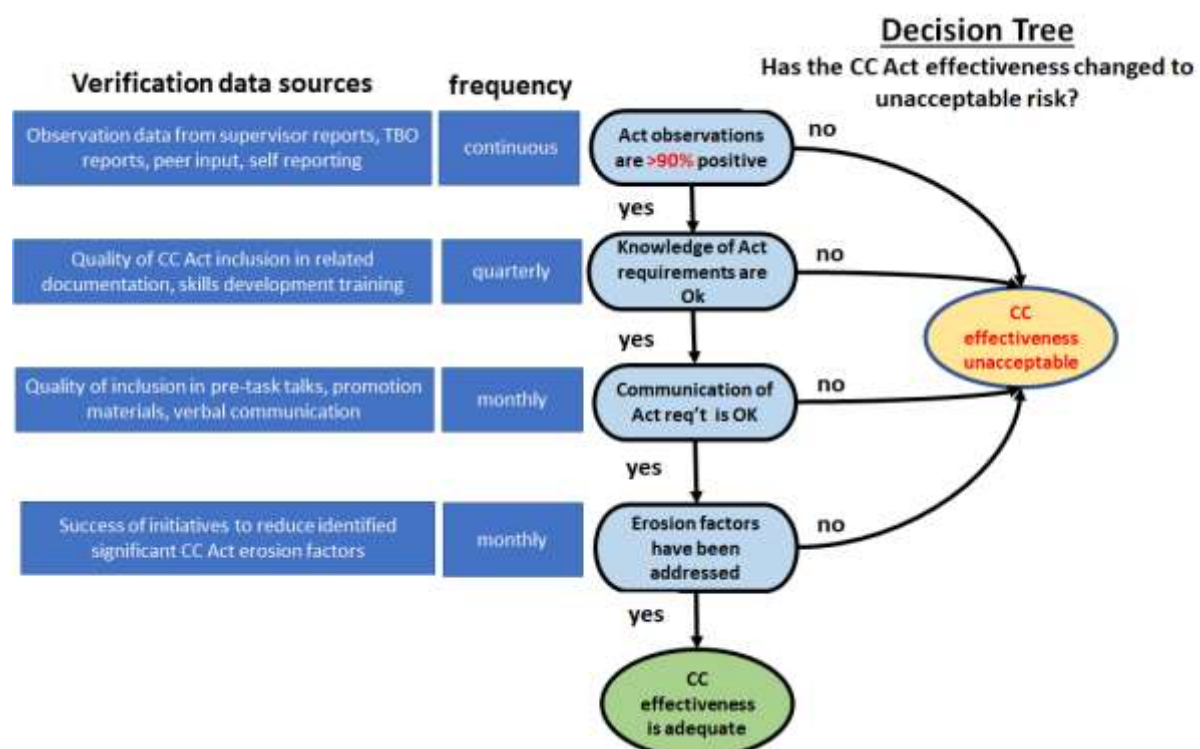 Decision Tree
Has the CC Act effectiveness changed to
unacceptable risk?
Verification data sources
frequency
Observation data from supervisor reports, TBO
reports, peer input, self reporting
continuous
Act observations
are >90% positive
no
yes
Quality of CC Act inclusion in related
documentation, skills development training
quarterly
Knowledge of Act
requirements are
Ok
no
CC
effectiveness
unacceptable
yes
Quality of inclusion in pre-task talks, promotion
materials, verbal communication
monthly
Communication of
Act req't is OK
no
yes
Success of initiatives to reduce identified
significant CC Act erosion factors
monthly
Erosion factors
have been
addressed
no
yes
CC
effectiveness
is adequate